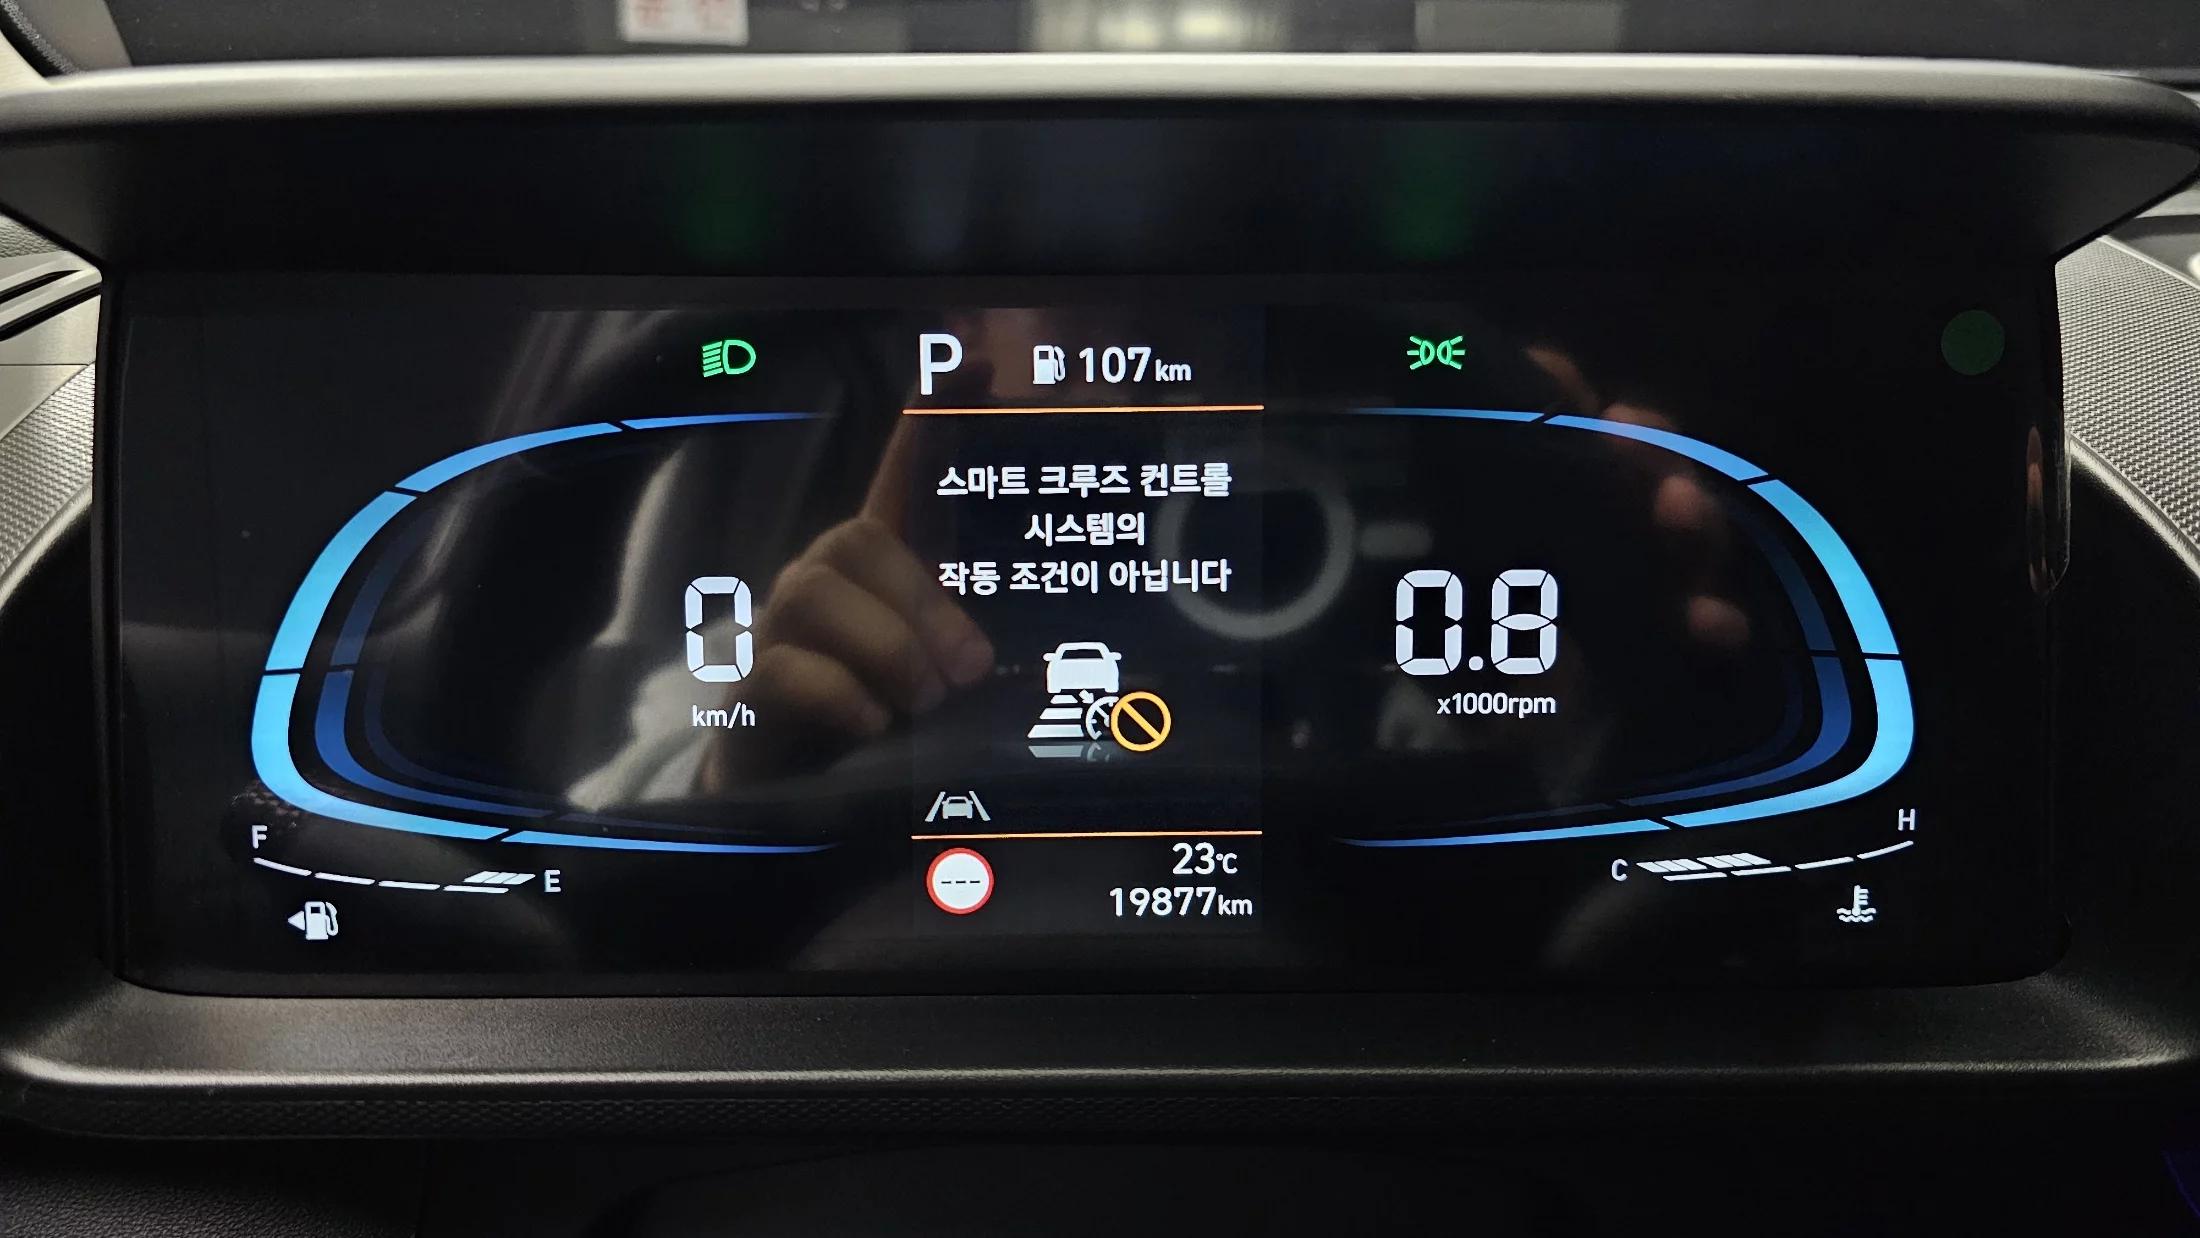 P 107km
스마트 크루즈 컨트롤
시스템의
작동 조건이 아닙니다
0
km/h
0.8
x1000rpm
F
E
C
H
---
23℃
19877km